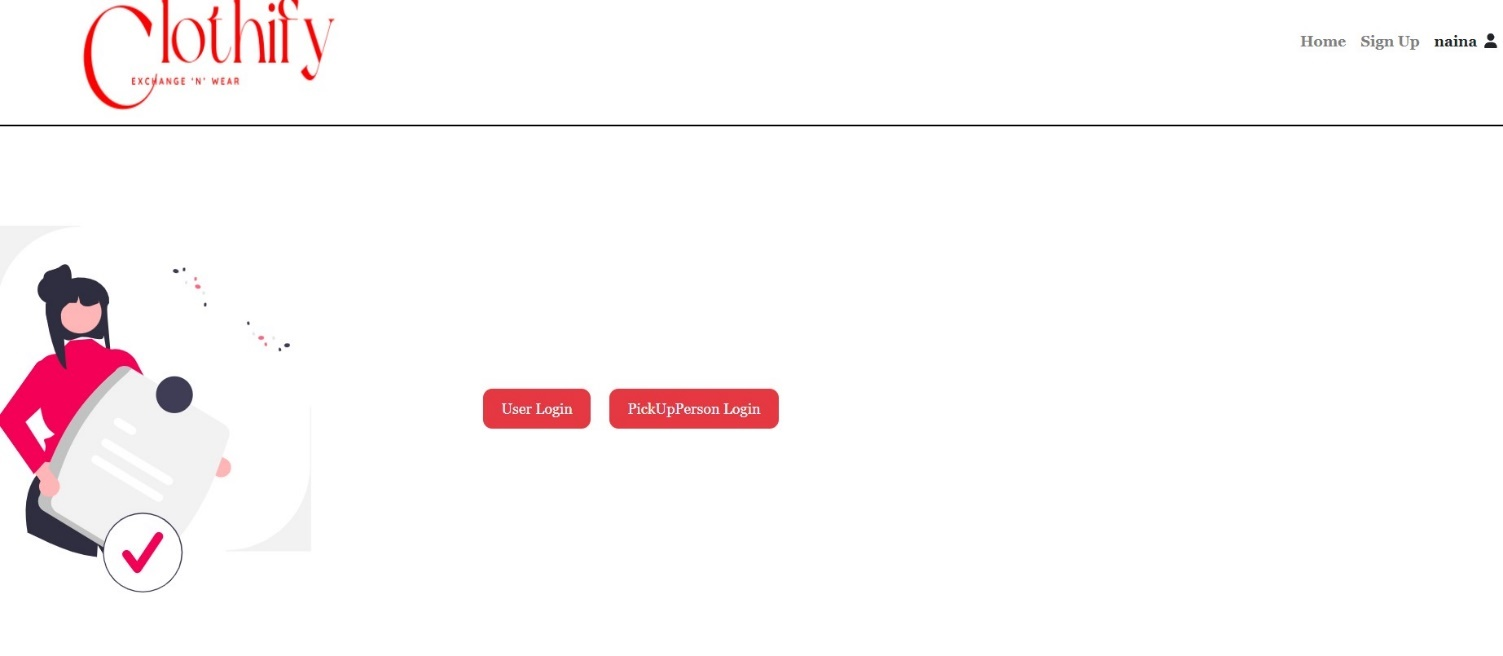 Clothify
EXCHANGE 'N' WEAR
Home Sign Up naina
User Login PickUpPerson Login